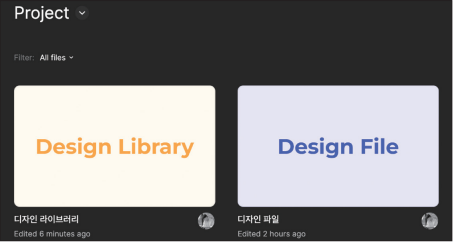 Project
Filter: All files
Design Library
Design File
디자인 라이브러리
디자인 파일
Edited 6 minutes ago
Edited 2 hours ago